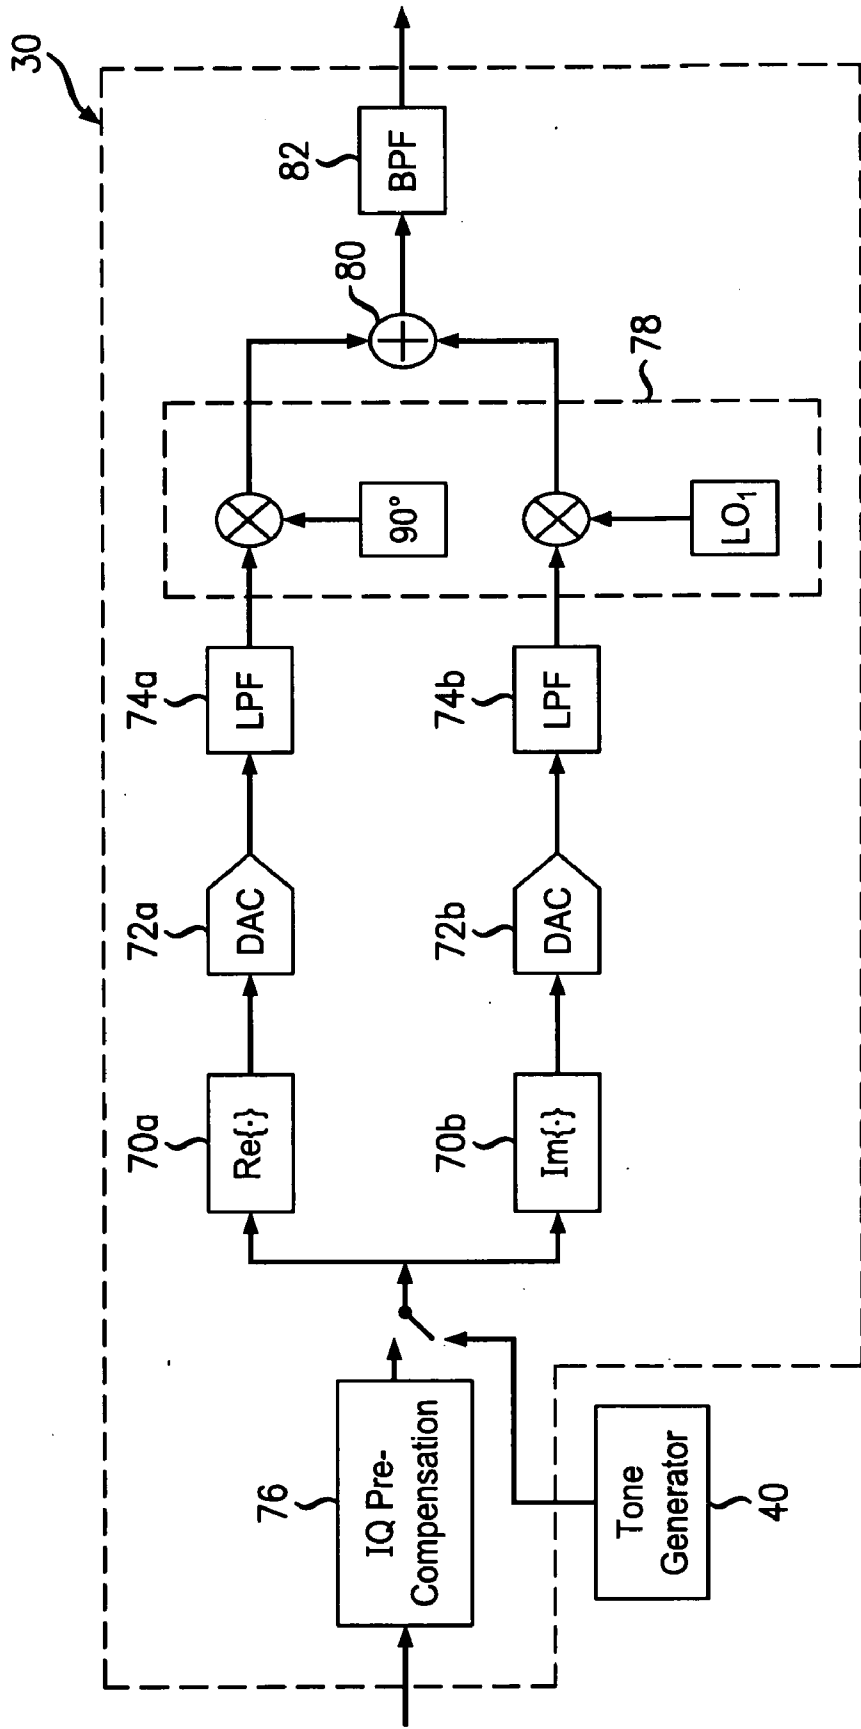 30
76
IQ Pre-
Compensation
Tone
Generator
40
70a
Re{·}
72a
DAC
74a
LPF
90°
70b
Im{·}
72b
DAC
74b
LPF
LO₁
78
80
82
BPF